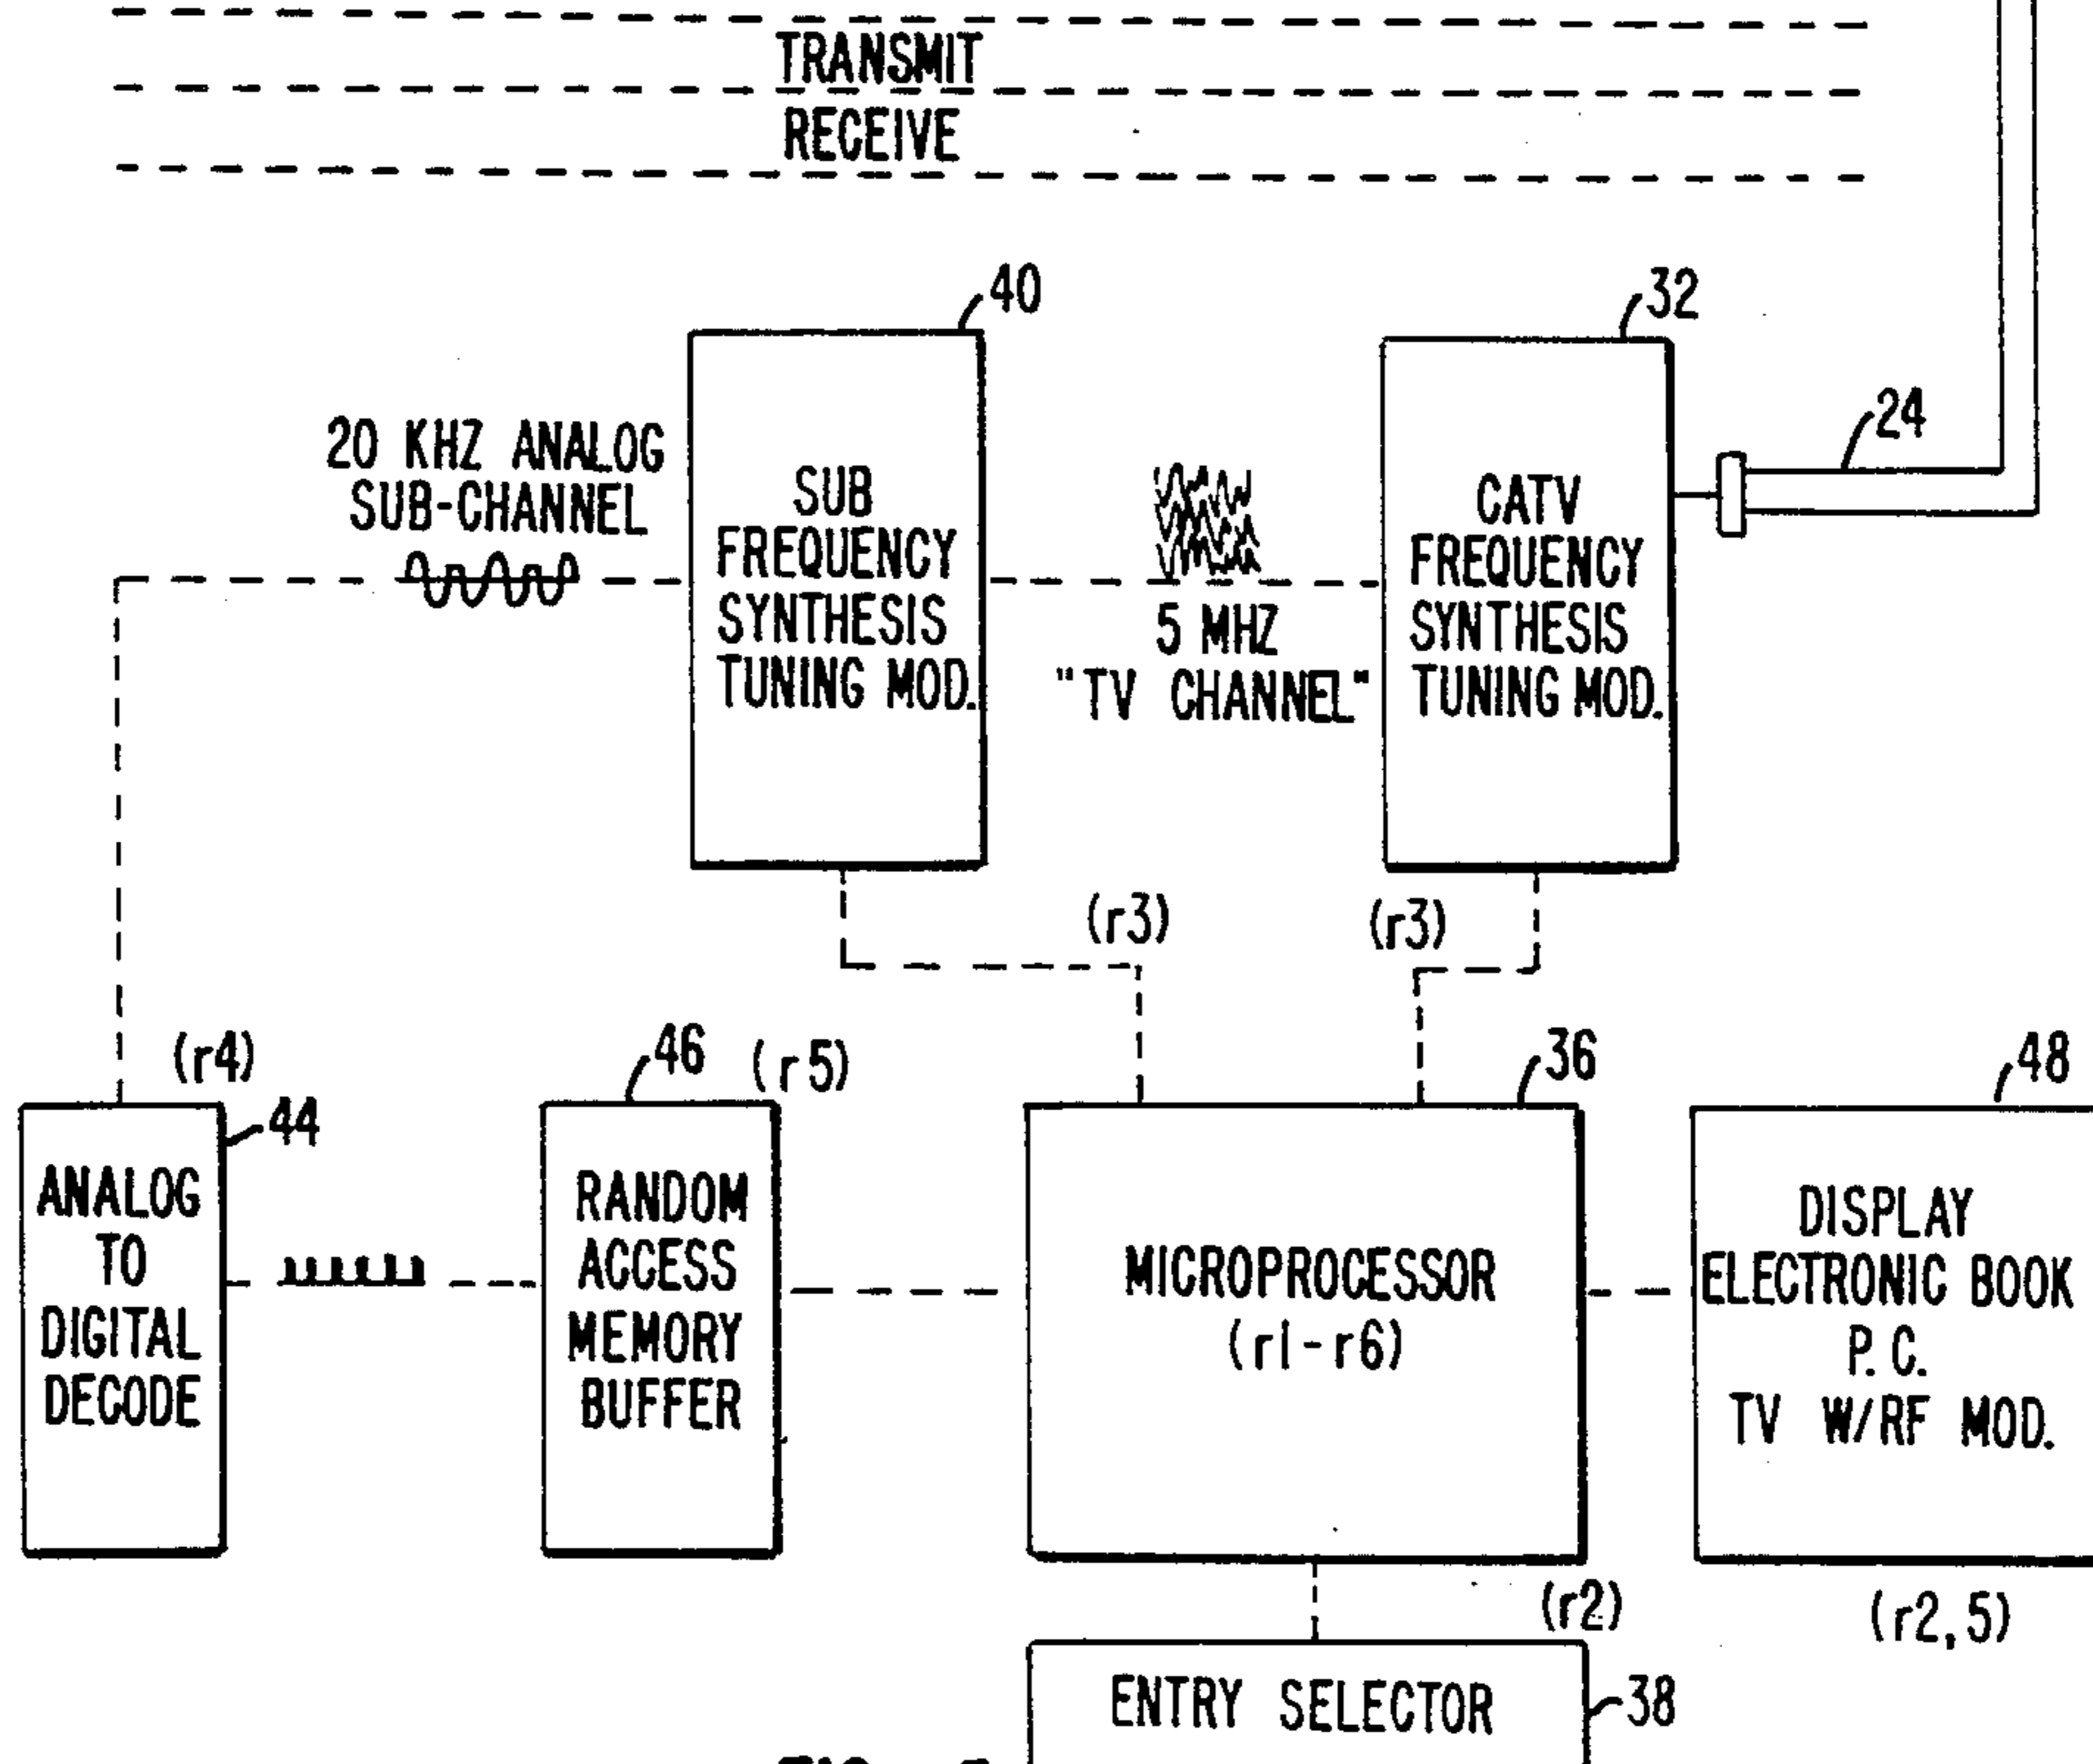 TRANSMIT
RECEIVE
40
32
24
20 KHZ ANALOG
SUB-CHANNEL
SUB
FREQUENCY
SYNTHESIS
TUNING MOD.
5 MHZ
"TV CHANNEL"
CATV
FREQUENCY
SYNTHESIS
TUNING MOD.
(r3)
(r3)
(r4)
44
46
(r5)
36
48
ANALOG
TO
DIGITAL
DECODE
RANDOM
ACCESS
MEMORY
BUFFER
MICROPROCESSOR
(r1-r6)
DISPLAY
ELECTRONIC BOOK
P.C.
TV W/RF MOD.
(r2)
(r2,5)
ENTRY SELECTOR
38